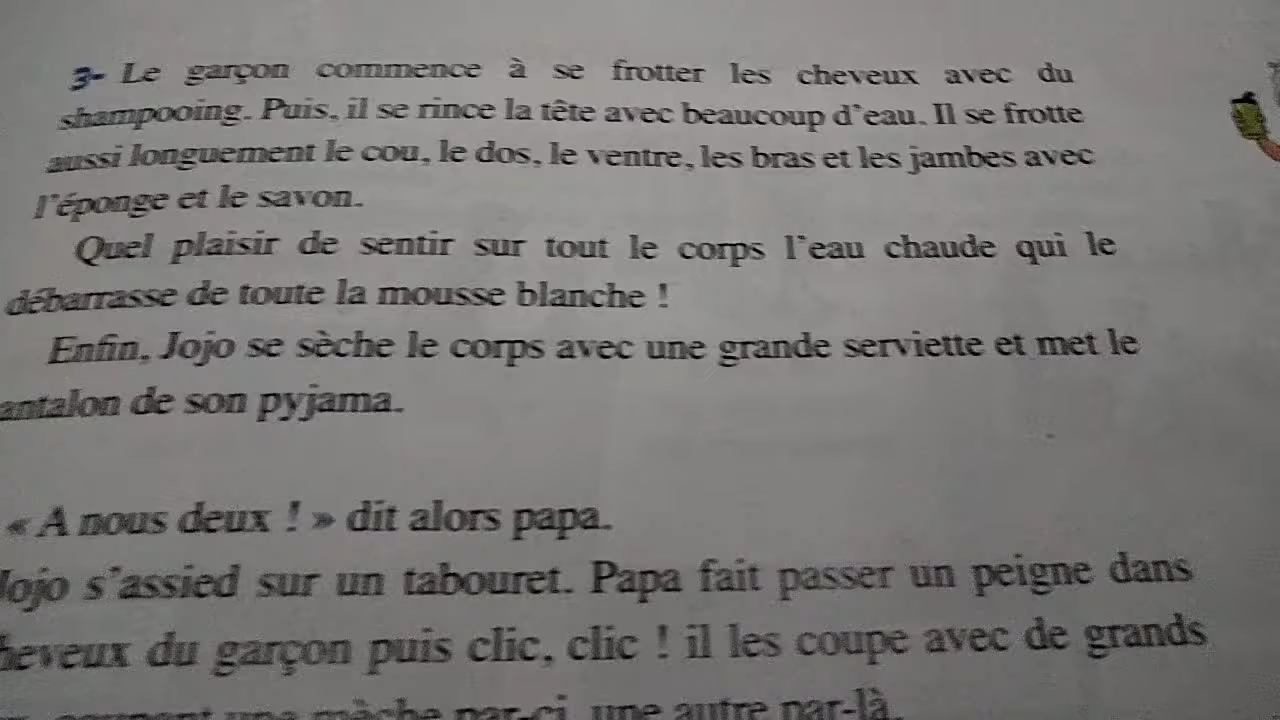 3- Le garçon commence à se frotter les cheveux avec du
shampooing. Puis, il se rince la tête avec beaucoup d'eau. Il se frotte
aussi longuement le cou, le dos, le ventre, les bras et les jambes avec
l'éponge et le savon.
Quel plaisir de sentir sur tout le corps l'eau chaude qui le
débarrasse de toute la mousse blanche !
Enfin, Jojo se sèche le corps avec une grande serviette et met le
antalon de son pyjama.
« A nous deux ! » dit alors papa.
Jojo s'assied sur un tabouret. Papa fait passer un peigne dans
heveux du garçon puis clic, clic ! il les coupe avec de grands
une mèche par-ci, une autre par-là.